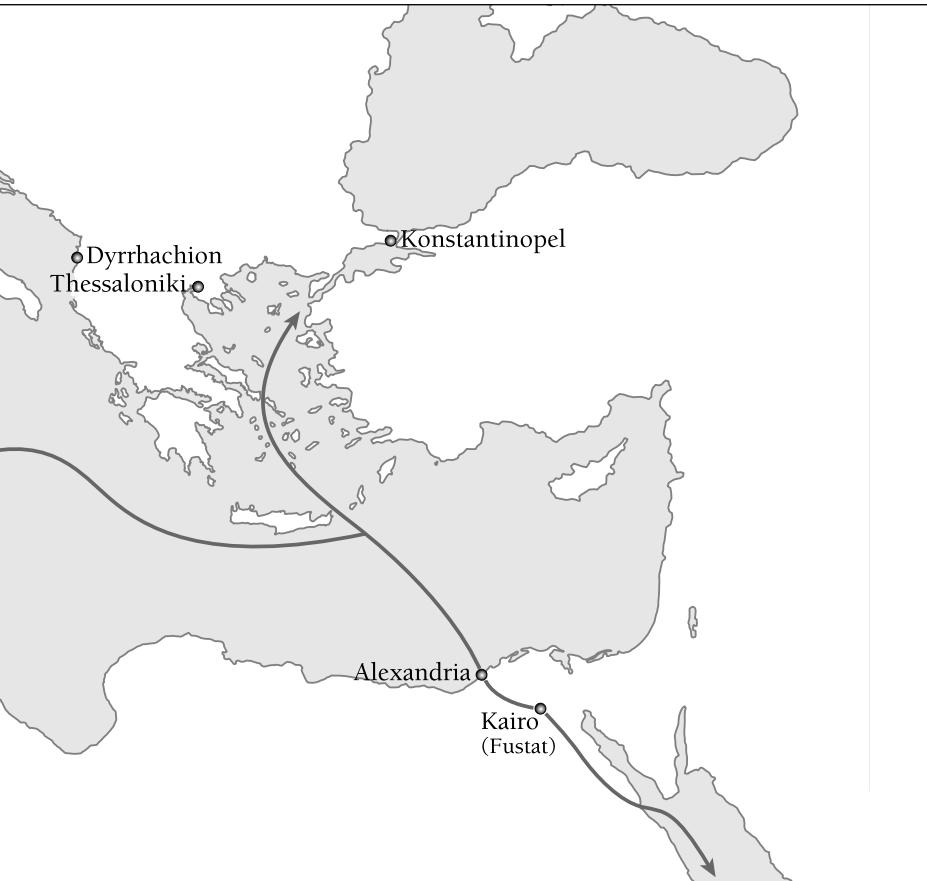 Konstantinopel
Dyrrhachion
Thessaloniki
Alexandria
Kairo
(Fustat)